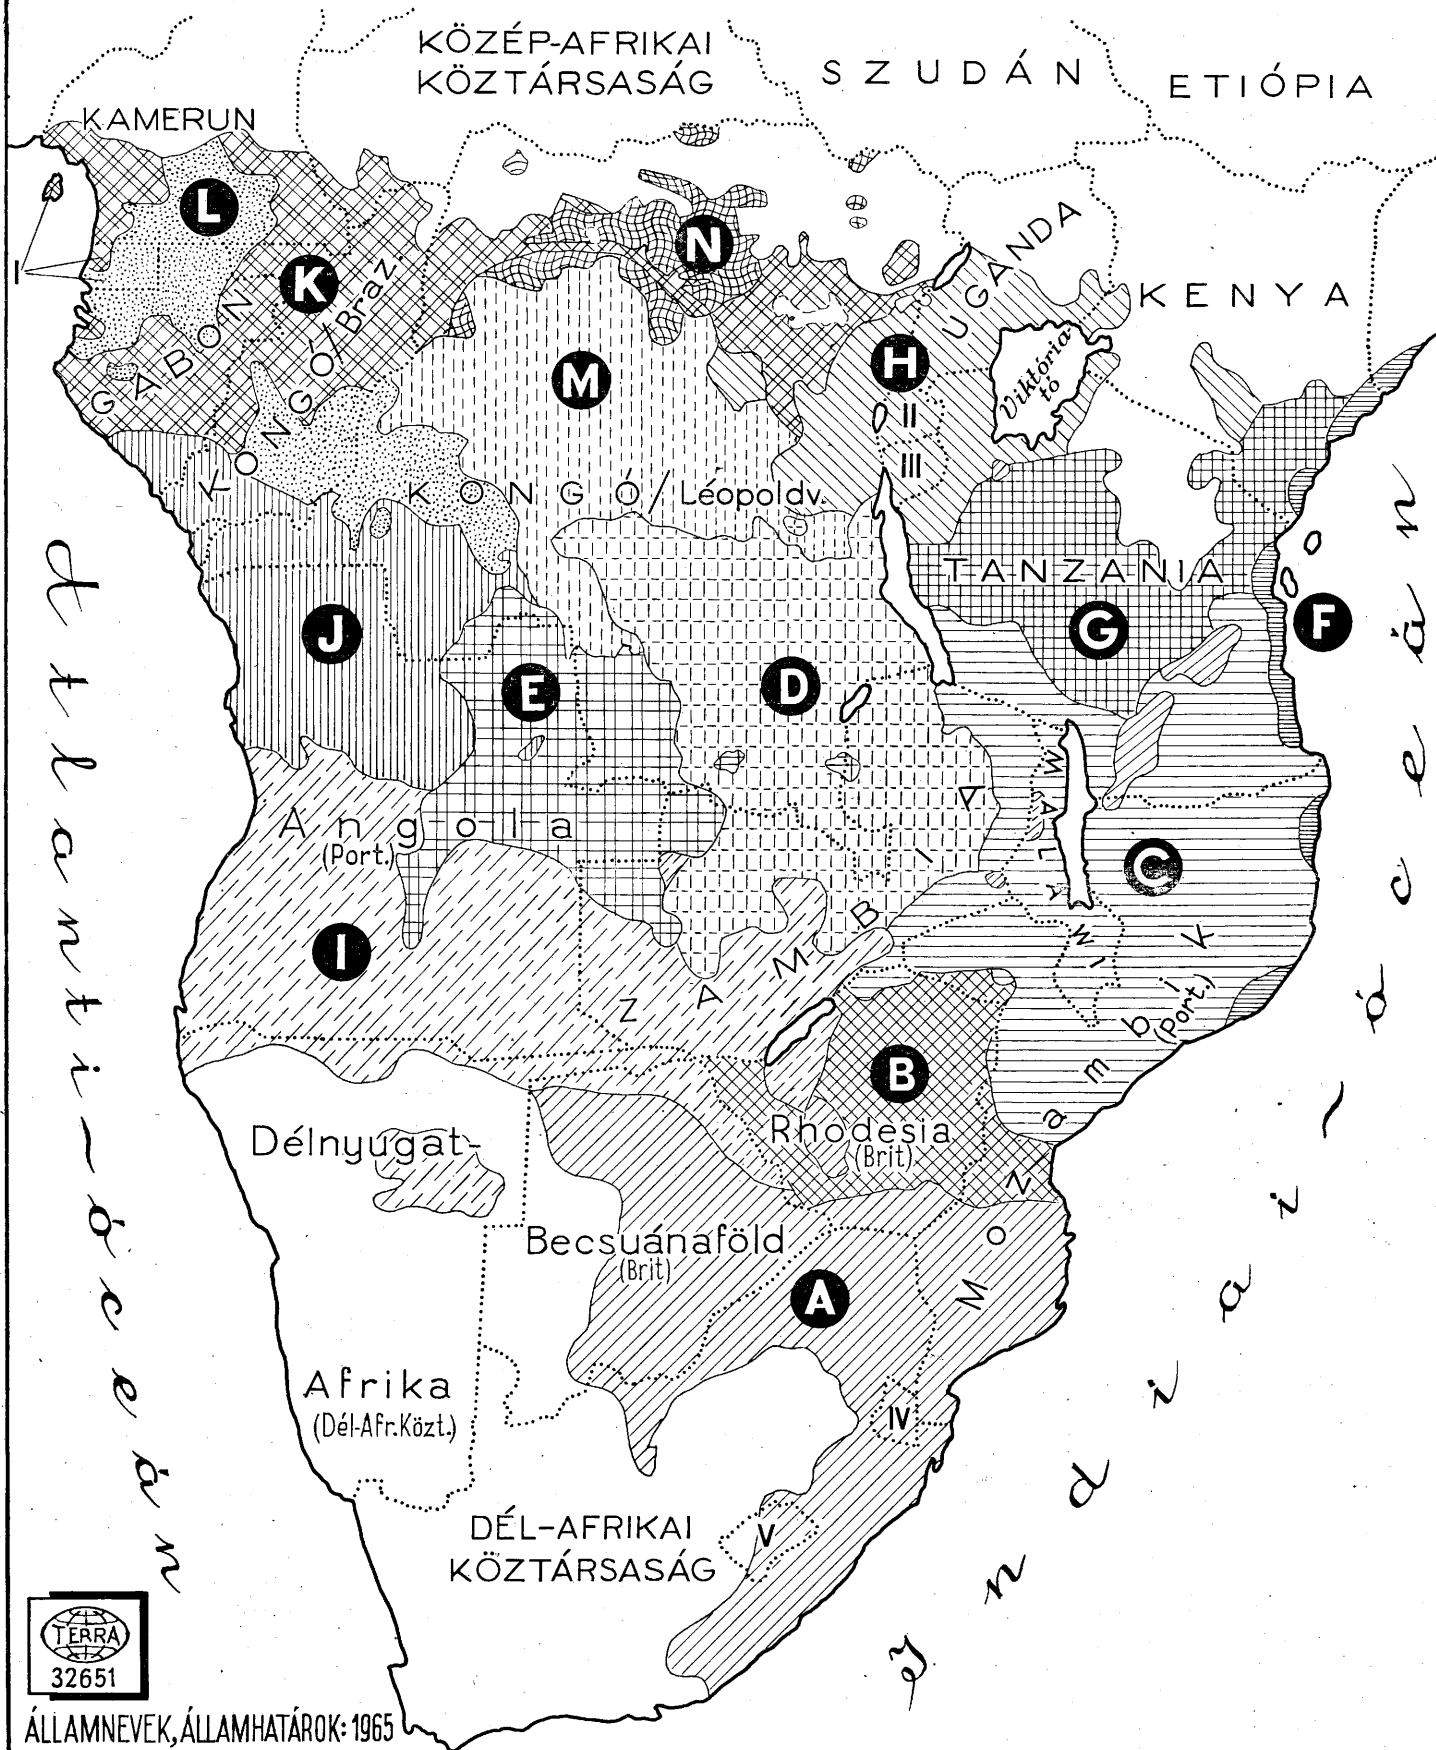 KÖZÉP-AFRIKAI
KÖZTÁRSASÁG
SZUDÁN
ETIÓPIA
KAMERUN
L
N
K
I
UGANDA
KENYA
GABON
KONGÓ/Braz.
M
H
II
III
Viktória-
tó
KONGÓ/Léopoldv.
TANZANIA
J
E
D
G
F
Angola
(Port.)
I
ZAMBIA
MALAWI
C
B
Rhodesia
(Brit)
Mozambik
(Port.)
Délnyugat-
Afrika
(Dél-Afr.Közt.)
Becsuánaföld
(Brit)
A
IV
V
DÉL-AFRIKAI
KÖZTÁRSASÁG
Atlanti-óceán
Indiai-óceán
TERRA
32651
ÁLLAMNEVEK, ÁLLAMHATÁROK: 1965